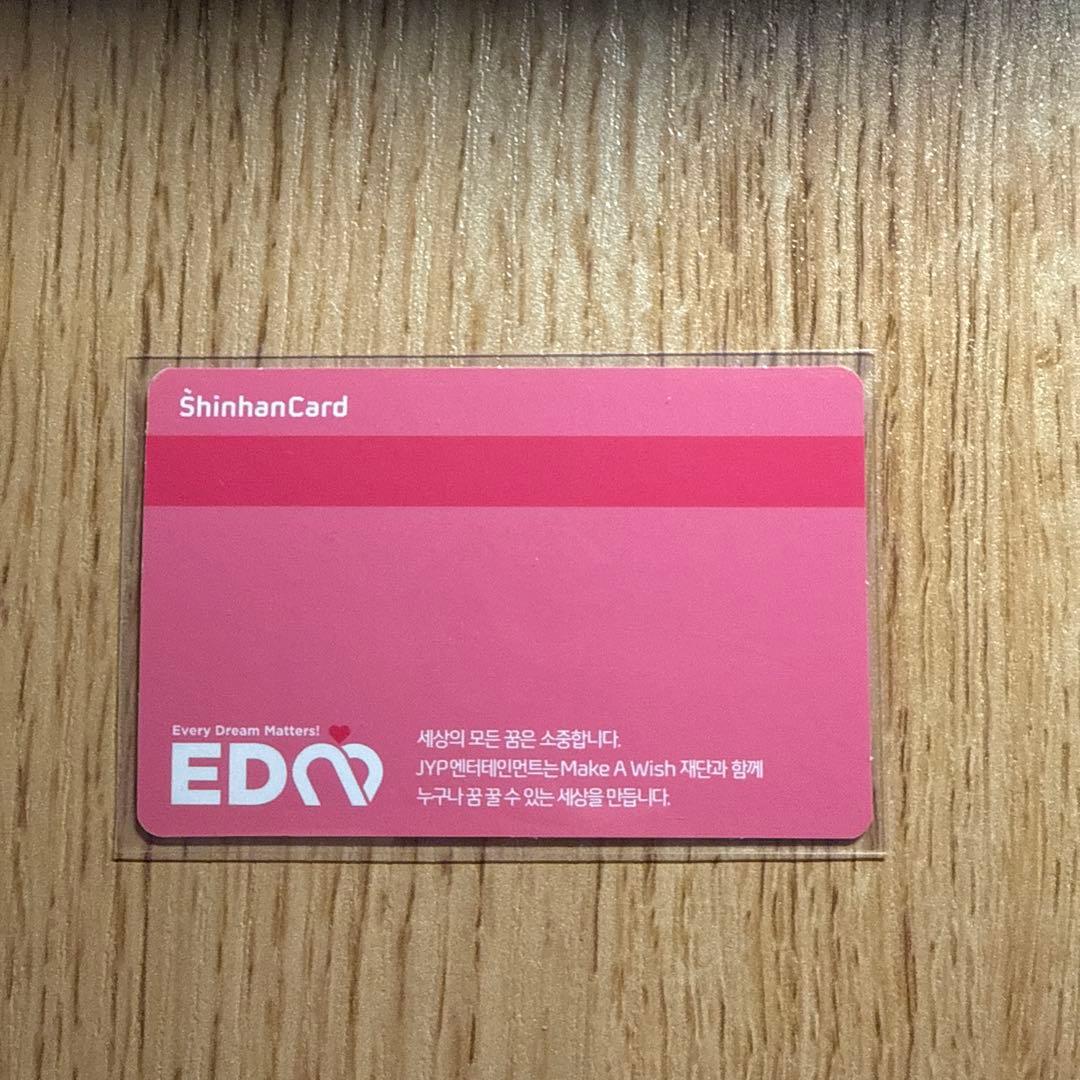 ShinhanCard
Every Dream Matters!
EDM
세상의 모든 꿈은 소중합니다.
JYP엔터테인먼트는 Make A Wish 재단과 함께
누구나 꿈 꿀 수 있는 세상을 만듭니다.